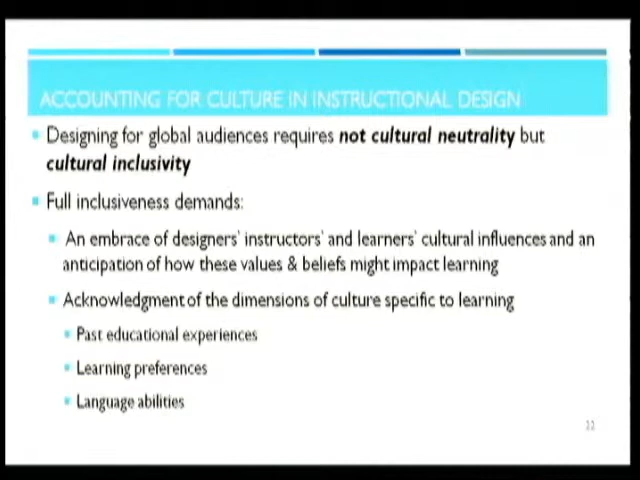 ACCOUNTING FOR CULTURE IN INSTRUCTIONAL DESIGN
Designing for global audiences requires not cultural neutrality but
cultural inclusivity
Full inclusiveness demands:
An embrace of designers' instructors' and learners' cultural influences and an
anticipation of how these values & beliefs might impact learning
Acknowledgment of the dimensions of culture specific to learning
Past educational experiences
Learning preferences
Language abilities
22